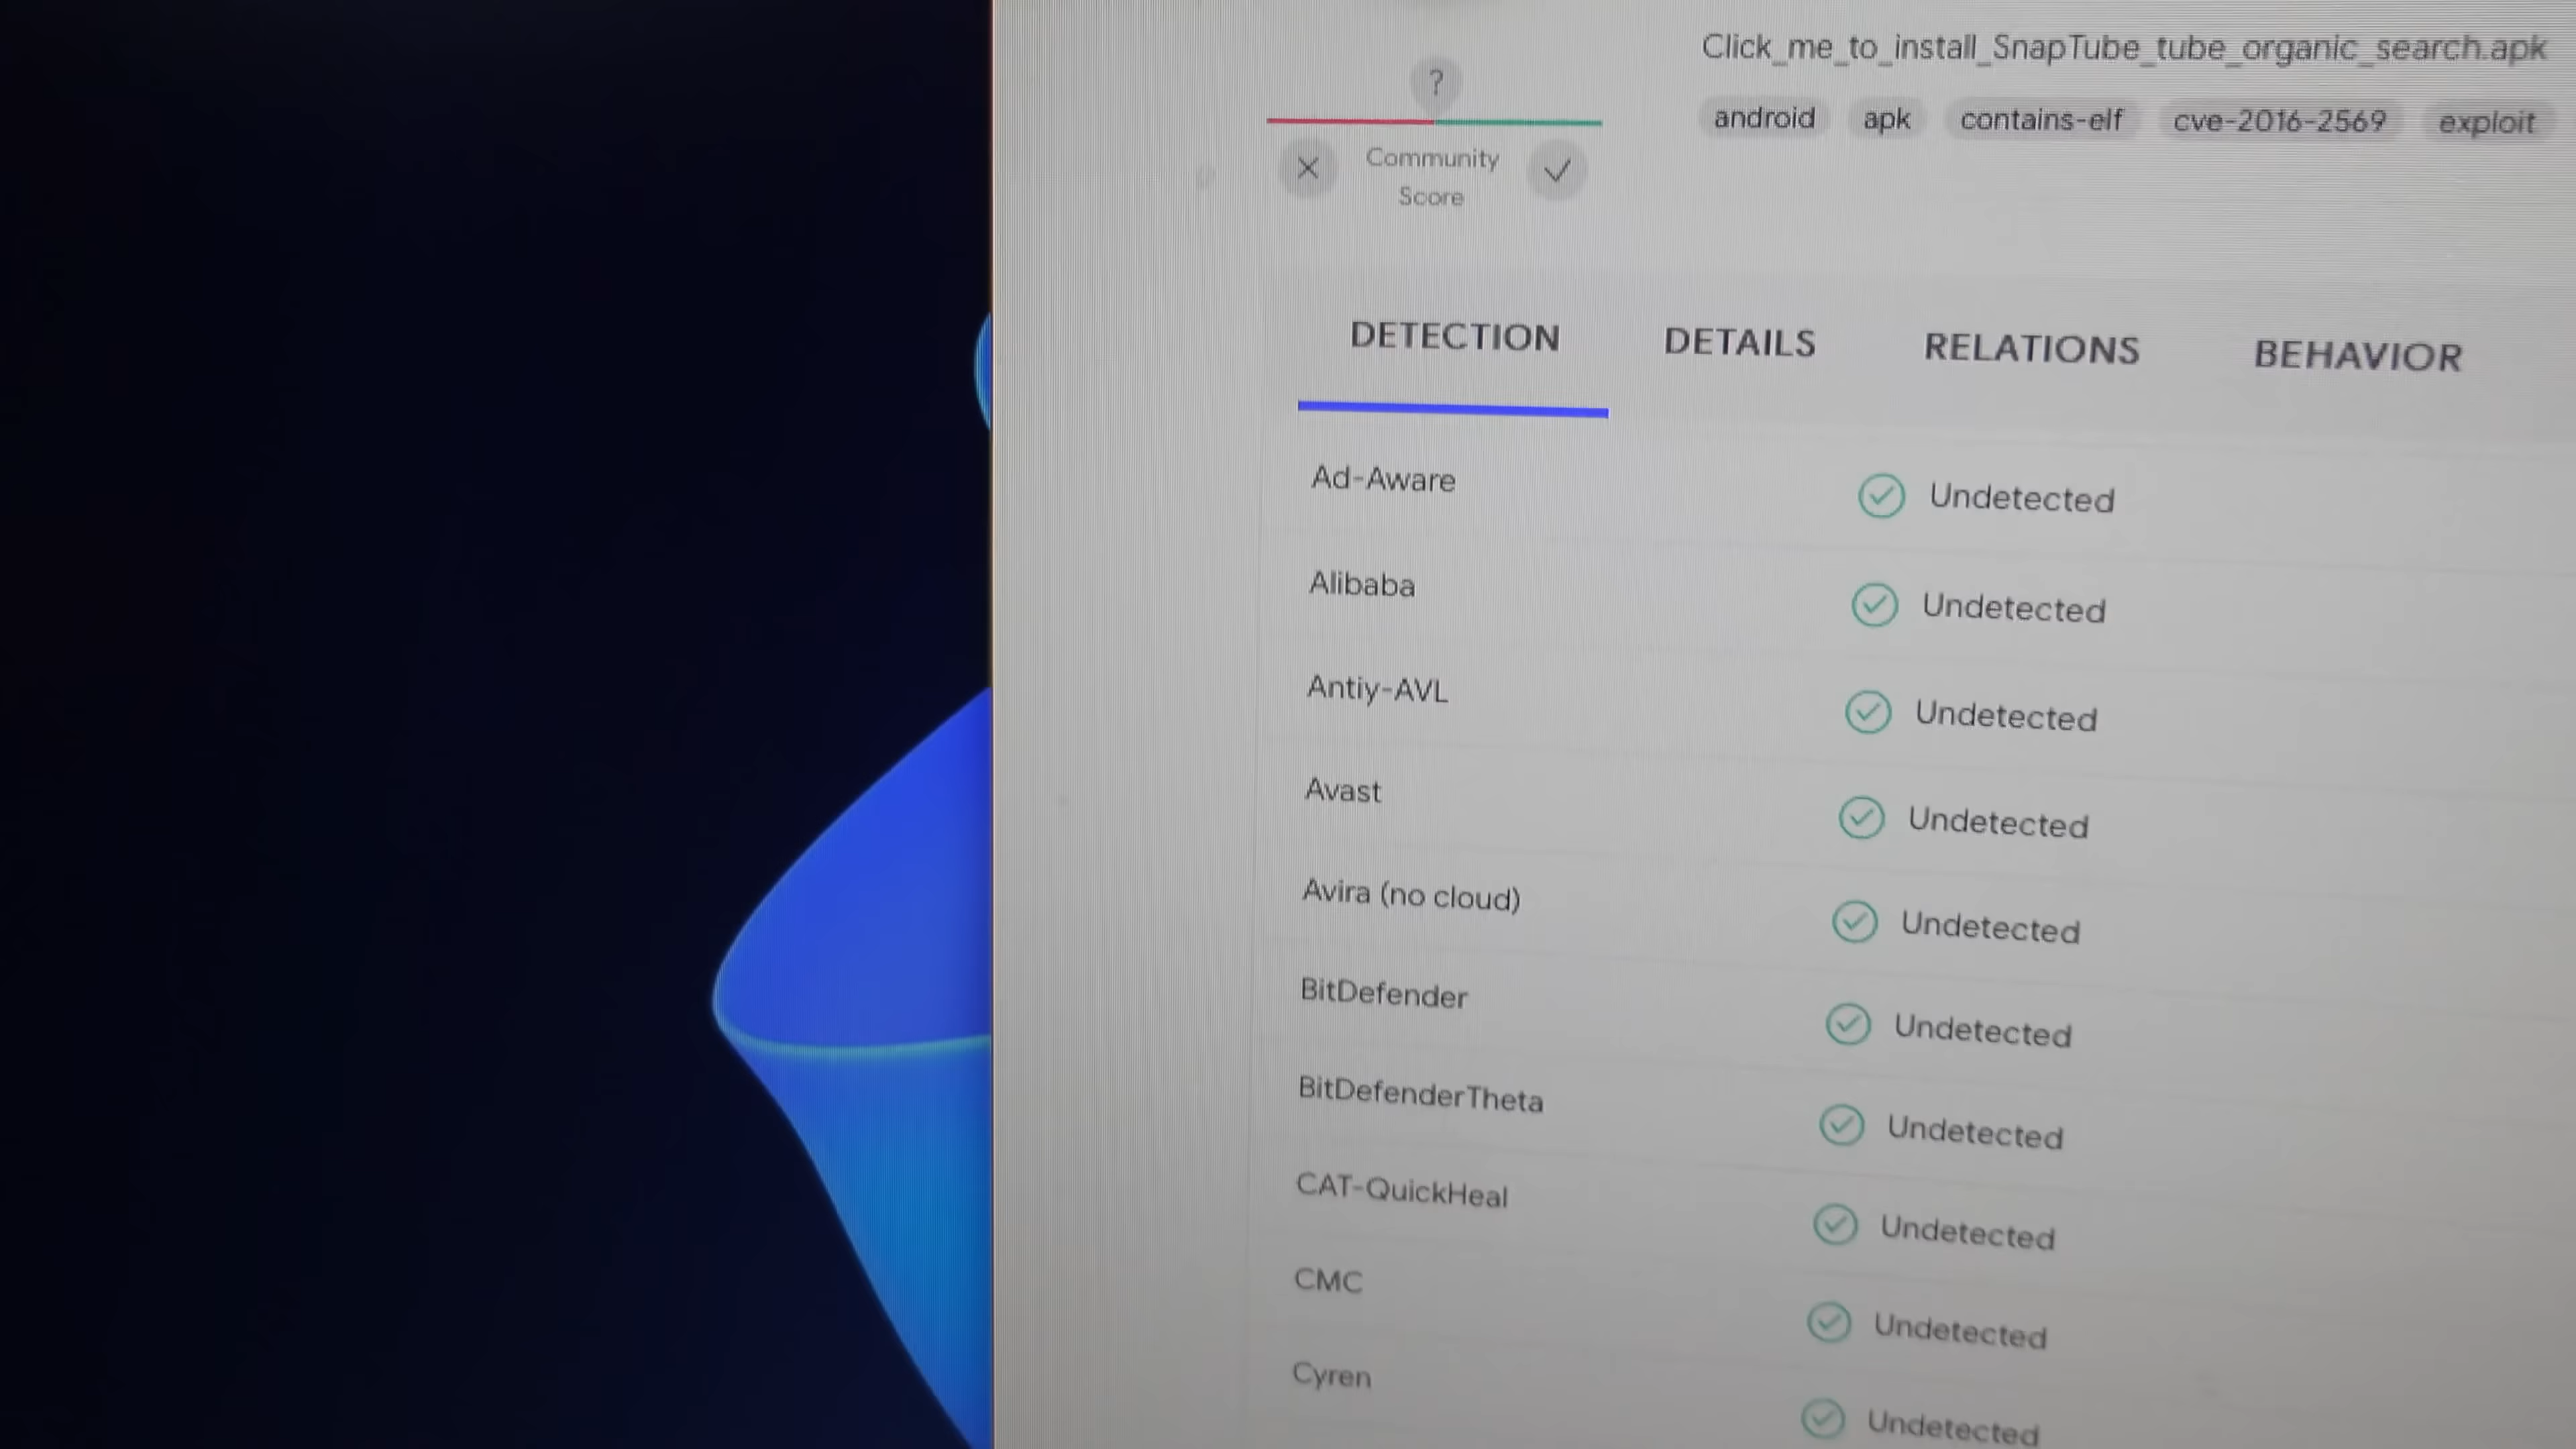 Click_me_to_install_SnapTube_tube_organic_search.apk
?
android apk contains-elf cve-2016-2569 exploit
Community
Score
DETECTION DETAILS RELATIONS BEHAVIOR
Ad-Aware Undetected
Alibaba Undetected
Antiy-AVL Undetected
Avast Undetected
Avira (no cloud) Undetected
BitDefender Undetected
BitDefenderTheta Undetected
CAT-QuickHeal Undetected
CMC Undetected
Cyren Undetected